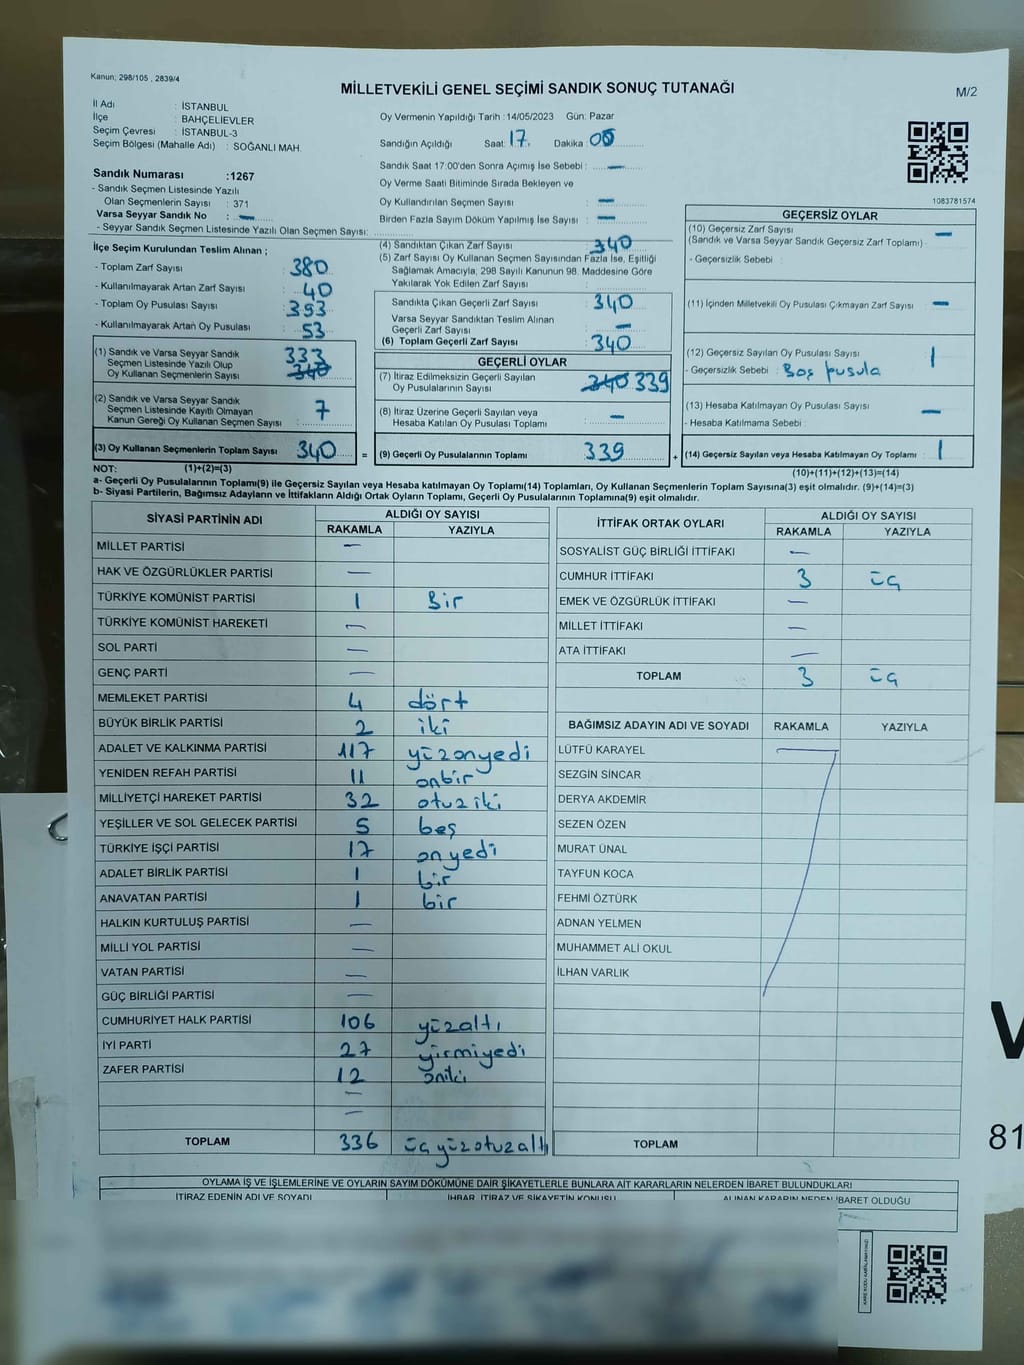 Kanun; 298/105 , 2839/4
MİLLETVEKİLİ GENEL SEÇİMİ SANDIK SONUÇ TUTANAĞI
M/2
İl Adı : İSTANBUL
İlçe : BAHÇELİEVLER
Seçim Çevresi : İSTANBUL-3
Seçim Bölgesi (Mahalle Adı) : SOĞANLI MAH.
Sandık Numarası :1267
- Sandık Seçmen Listesinde Yazılı
Olan Seçmenlerin Sayısı : 371
Varsa Seyyar Sandık No : —
- Seyyar Sandık Seçmen Listesinde Yazılı Olan Seçmen Sayısı:
Oy Vermenin Yapıldığı Tarih :14/05/2023 Gün: Pazar
Sandığın Açıldığı Saat: 17 Dakika : 00
Sandık Saat 17:00'den Sonra Açımış İse Sebebi : —
Oy Verme Saati Bitiminde Sırada Bekleyen ve
Oy Kullandırılan Seçmen Sayısı : —
Birden Fazla Sayım Döküm Yapılmış İse Sayısı : —
1083781574
İlçe Seçim Kurulundan Teslim Alınan ;
- Toplam Zarf Sayısı : 380
- Kullanılmayarak Artan Zarf Sayısı : 40
- Toplam Oy Pusulası Sayısı : 393
- Kullanılmayarak Artan Oy Pusulası : 53
(1) Sandık ve Varsa Seyyar Sandık
Seçmen Listesinde Yazılı Olup
Oy Kullanan Seçmenlerin Sayısı : 333 340
(2) Sandık ve Varsa Seyyar Sandık
Seçmen Listesinde Kayıtlı Olmayan
Kanun Gereği Oy Kullanan Seçmen Sayısı : 7
(3) Oy Kullanan Seçmenlerin Toplam Sayısı : 340 =
(4) Sandıktan Çıkan Zarf Sayısı : 340
(5) Zarf Sayısı Oy Kullanan Seçmen Sayısından Fazla İse, Eşitliği
Sağlamak Amacıyla, 298 Sayılı Kanunun 98. Maddesine Göre
Yakılarak Yok Edilen Zarf Sayısı :
Sandıkta Çıkan Geçerli Zarf Sayısı : 340
Varsa Seyyar Sandıktan Teslim Alınan
Geçerli Zarf Sayısı : —
(6) Toplam Geçerli Zarf Sayısı : 340
GEÇERLİ OYLAR
(7) İtiraz Edilmeksizin Geçerli Sayılan
Oy Pusulalarının Sayısı : 340 339
(8) İtiraz Üzerine Geçerli Sayılan veya
Hesaba Katılan Oy Pusulası Toplamı : —
(9) Geçerli Oy Pusulalarının Toplamı : 339 +
GEÇERSİZ OYLAR
(10) Geçersiz Zarf Sayısı : —
(Sandık ve Varsa Seyyar Sandık Geçersiz Zarf Toplamı)
- Geçersizlik Sebebi :
(11) İçinden Milletvekili Oy Pusulası Çıkmayan Zarf Sayısı : —
(12) Geçersiz Sayılan Oy Pusulası Sayısı : 1
- Geçersizlik Sebebi : Boş pusula
(13) Hesaba Katılmayan Oy Pusulası Sayısı : —
- Hesaba Katılmama Sebebi :
(14) Geçersiz Sayılan veya Hesaba Katılmayan Oy Toplamı : 1
NOT: (1)+(2)=(3)
(10)+(11)+(12)+(13)=(14)
a- Geçerli Oy Pusulalarının Toplamı(9) ile Geçersiz Sayılan veya Hesaba katılmayan Oy Toplamı(14) Toplamları, Oy Kullanan Seçmenlerin Toplam Sayısına(3) eşit olmalıdır. (9)+(14)=(3)
b- Siyasi Partilerin, Bağımsız Adayların ve İttifakların Aldığı Ortak Oyların Toplamı, Geçerli Oy Pusulalarının Toplamına(9) eşit olmalıdır.
SİYASİ PARTİNİN ADI ALDIĞI OY SAYISI
RAKAMLA YAZIYLA
MİLLET PARTİSİ —
HAK VE ÖZGÜRLÜKLER PARTİSİ —
TÜRKİYE KOMÜNİST PARTİSİ 1 Bir
TÜRKİYE KOMÜNİST HAREKETİ —
SOL PARTİ —
GENÇ PARTİ —
MEMLEKET PARTİSİ 4 dört
BÜYÜK BİRLİK PARTİSİ 2 iki
ADALET VE KALKINMA PARTİSİ 117 yüzonyedi
YENİDEN REFAH PARTİSİ 11 onbir
MİLLİYETÇİ HAREKET PARTİSİ 32 otuz iki
YEŞİLLER VE SOL GELECEK PARTİSİ 5 beş
TÜRKİYE İŞÇİ PARTİSİ 17 onyedi
ADALET BİRLİK PARTİSİ 1 bir
ANAVATAN PARTİSİ 1 bir
HALKIN KURTULUŞ PARTİSİ —
MİLLİ YOL PARTİSİ —
VATAN PARTİSİ —
GÜÇ BİRLİĞİ PARTİSİ —
CUMHURİYET HALK PARTİSİ 106 yüzaltı
İYİ PARTİ 27 yirmiyedi
ZAFER PARTİSİ 12 oniki
—
—
TOPLAM 336 üçyüzotuzaltı
İTTİFAK ORTAK OYLARI ALDIĞI OY SAYISI
RAKAMLA YAZIYLA
SOSYALİST GÜÇ BİRLİĞİ İTTİFAKI —
CUMHUR İTTİFAKI 3 üç
EMEK VE ÖZGÜRLÜK İTTİFAKI —
MİLLET İTTİFAKI —
ATA İTTİFAKI —
TOPLAM 3 üç
BAĞIMSIZ ADAYIN ADI VE SOYADI RAKAMLA YAZIYLA
LÜTFÜ KARAYEL
SEZGİN SİNCAR
DERYA AKDEMİR
SEZEN ÖZEN
MURAT ÜNAL
TAYFUN KOCA
FEHMİ ÖZTÜRK
ADNAN YELMEN
MUHAMMET ALİ OKUL
İLHAN VARLIK
TOPLAM
OYLAMA İŞ VE İŞLEMLERİNE VE OYLARIN SAYIM DÖKÜMÜNE DAİR ŞİKAYETLERLE BUNLARA AİT KARARLARIN NELERDEN İBARET BULUNDUKLARI
İTİRAZ EDENİN ADI VE SOYADI İHBAR, İTİRAZ VE ŞİKAYETİN KONUSU ALINAN KARARIN NEDEN İBARET OLDUĞU
V
81